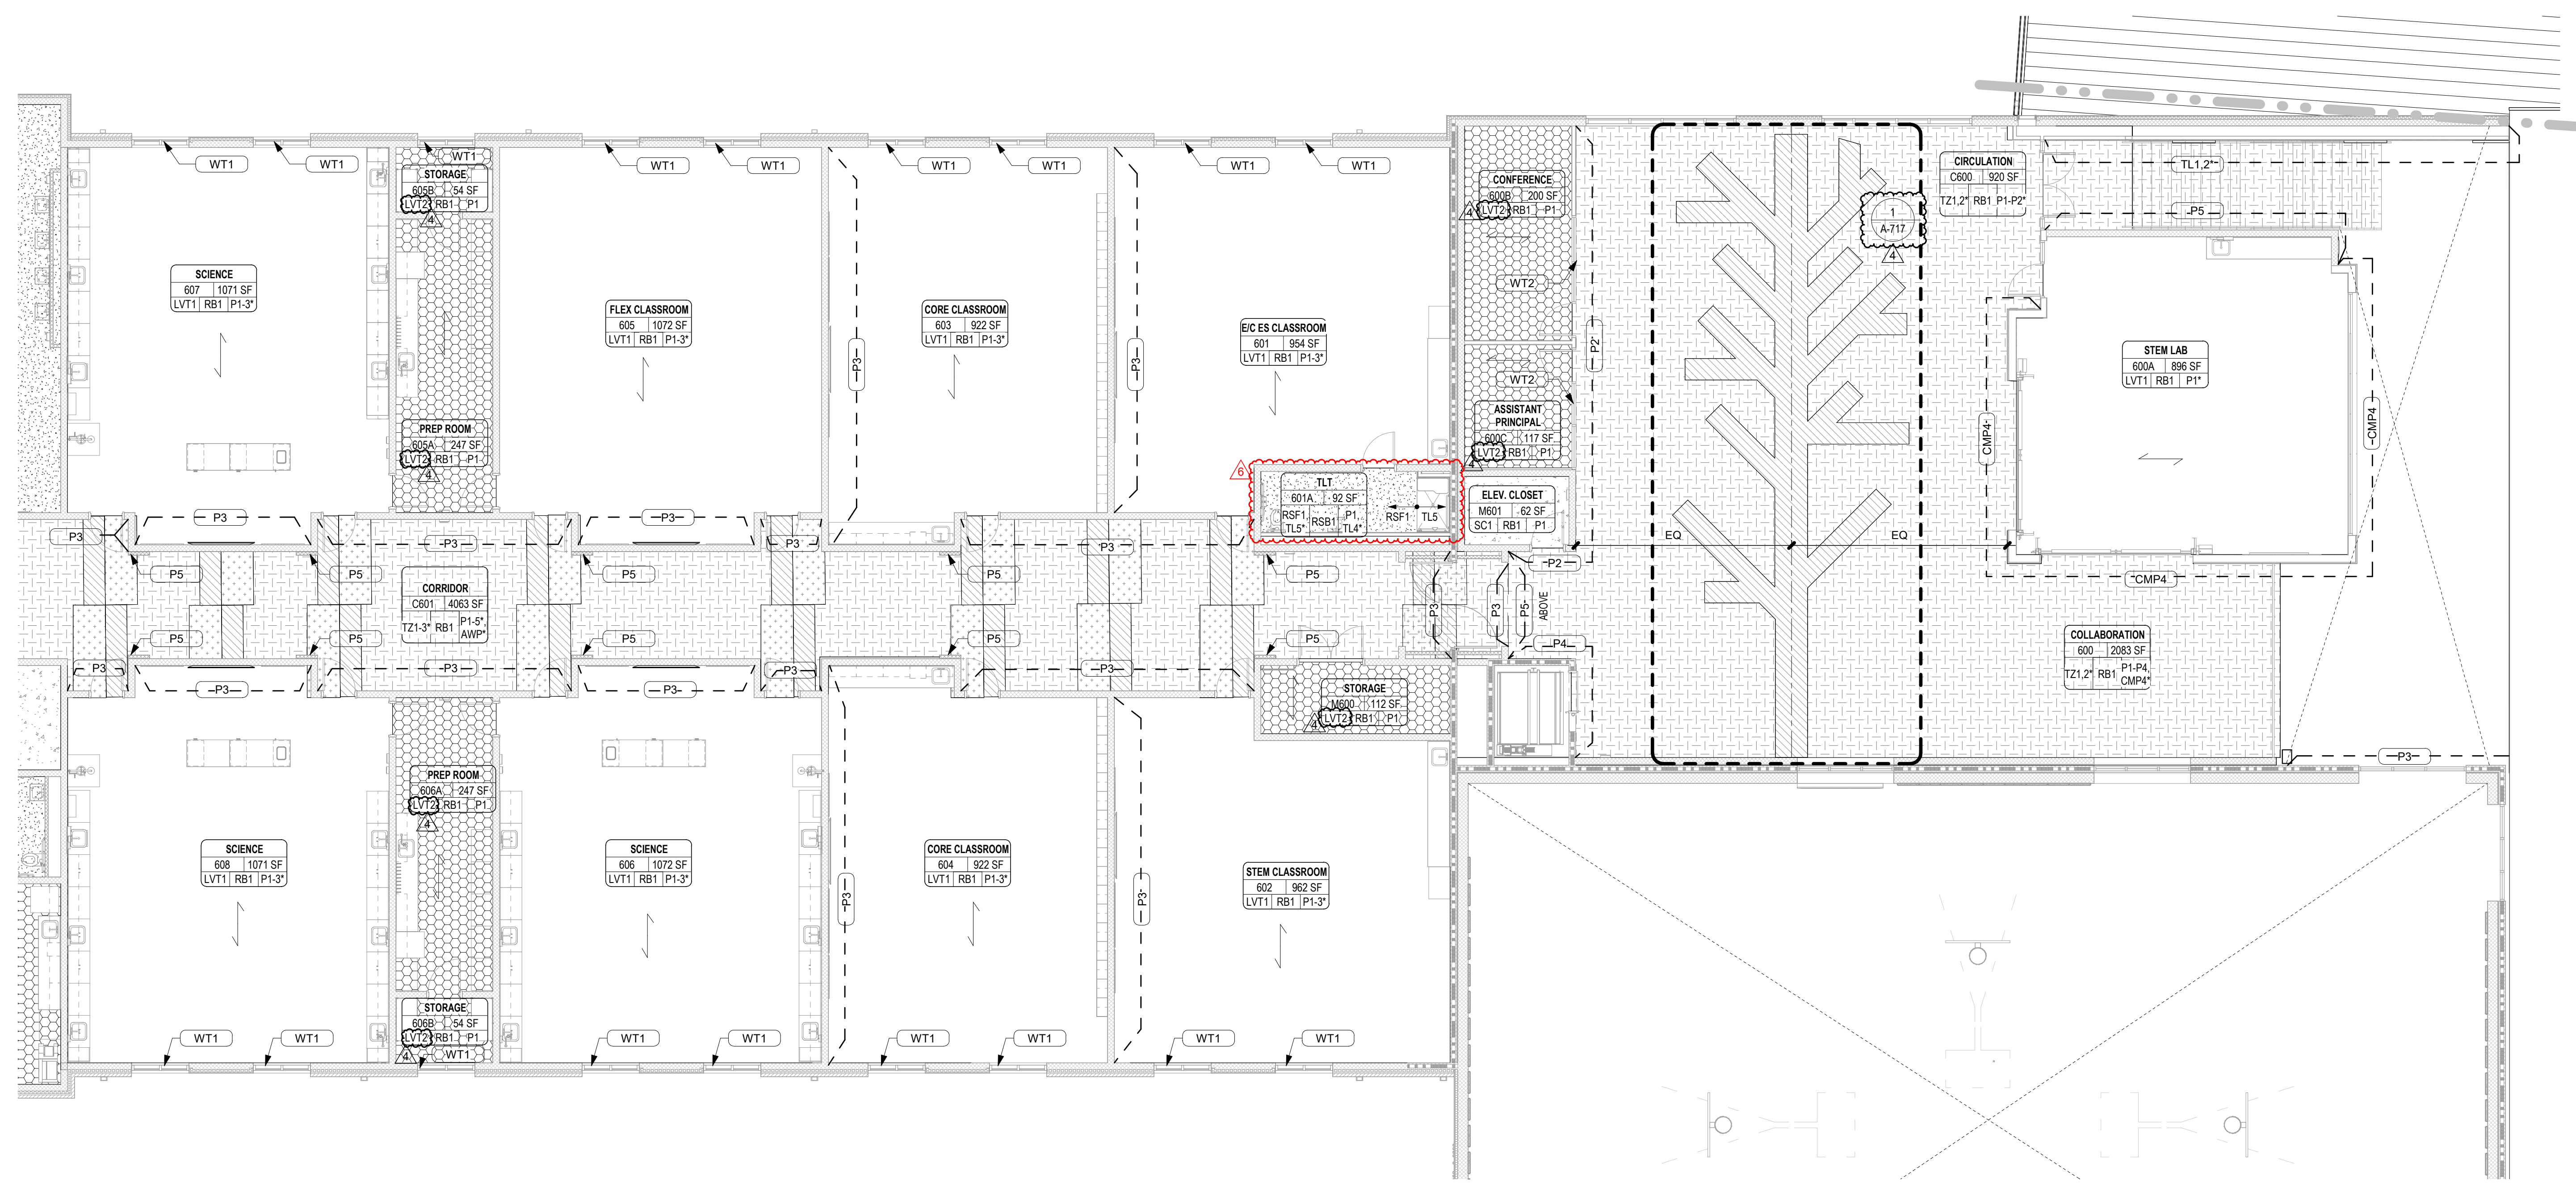 WT1
WT1
WT1
WT1
WT1
WT1
WT1
WT1
WT1
STORAGE
605B 54 SF
LVT2 RB1 P1
4
SCIENCE
607 1071 SF
LVT1 RB1 P1-3*
PREP ROOM
605A 247 SF
LVT2 RB1 P1
4
FLEX CLASSROOM
605 1072 SF
LVT1 RB1 P1-3*
P3
CORE CLASSROOM
603 922 SF
LVT1 RB1 P1-3*
P3
E/C ES CLASSROOM
601 954 SF
LVT1 RB1 P1-3*
CONFERENCE
600B 200 SF
LVT2 RB1 P1
4
WT2
WT2
P2
ASSISTANT
PRINCIPAL
600C 117 SF
LVT2 RB1 P1
4
1
A-717
4
CIRCULATION
C600 920 SF
TZ1,2* RB1 P1-P2*
TL1,2*
P5
STEM LAB
600A 896 SF
LVT1 RB1 P1*
CMP4
CMP4
CMP4
6
TLT
601A 92 SF
RSF1, TL5* RSB1 P1, TL4*
RSF1 TL5
ELEV. CLOSET
M601 62 SF
SC1 RB1 P1
EQ
EQ
P3
P3
P3
P3
P3
P3
P5
P5
P5
P5
P5
P2
CORRIDOR
C601 4063 SF
TZ1-3* RB1 P1-5*, AWP*
P3
P3
P5
ABOVE
P5
P5
P5
P5
P5
P4
COLLABORATION
600 2083 SF
TZ1,2* RB1 P1-P4, CMP4*
P3
P3
P3
P3
P3
P3
P3
STORAGE
M600 112 SF
LVT2 RB1 P1
4
P3
PREP ROOM
606A 247 SF
LVT2 RB1 P1
4
SCIENCE
608 1071 SF
LVT1 RB1 P1-3*
SCIENCE
606 1072 SF
LVT1 RB1 P1-3*
P3
CORE CLASSROOM
604 922 SF
LVT1 RB1 P1-3*
P3
STEM CLASSROOM
602 962 SF
LVT1 RB1 P1-3*
STORAGE
606B 54 SF
LVT2 RB1 P1
4
WT1
WT1
WT1
WT1
WT1
WT1
WT1
WT1
WT1